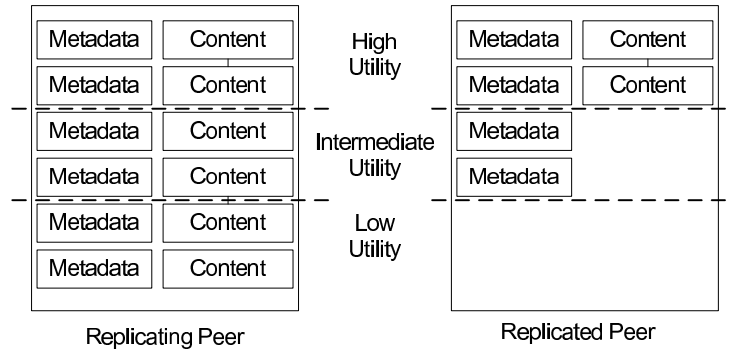 Metadata Content High Utility Metadata Content
Metadata Content Metadata Content
Metadata Content Intermediate Utility Metadata
Metadata Content Metadata
Metadata Content Low Utility
Metadata Content
Replicating Peer Replicated Peer